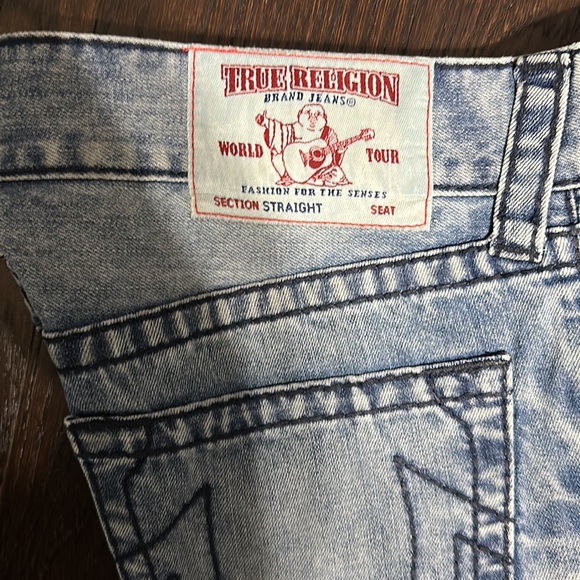 TRUE RELIGION
BRAND JEANS®
WORLD TOUR
FASHION FOR THE SENSES
SECTION STRAIGHT SEAT